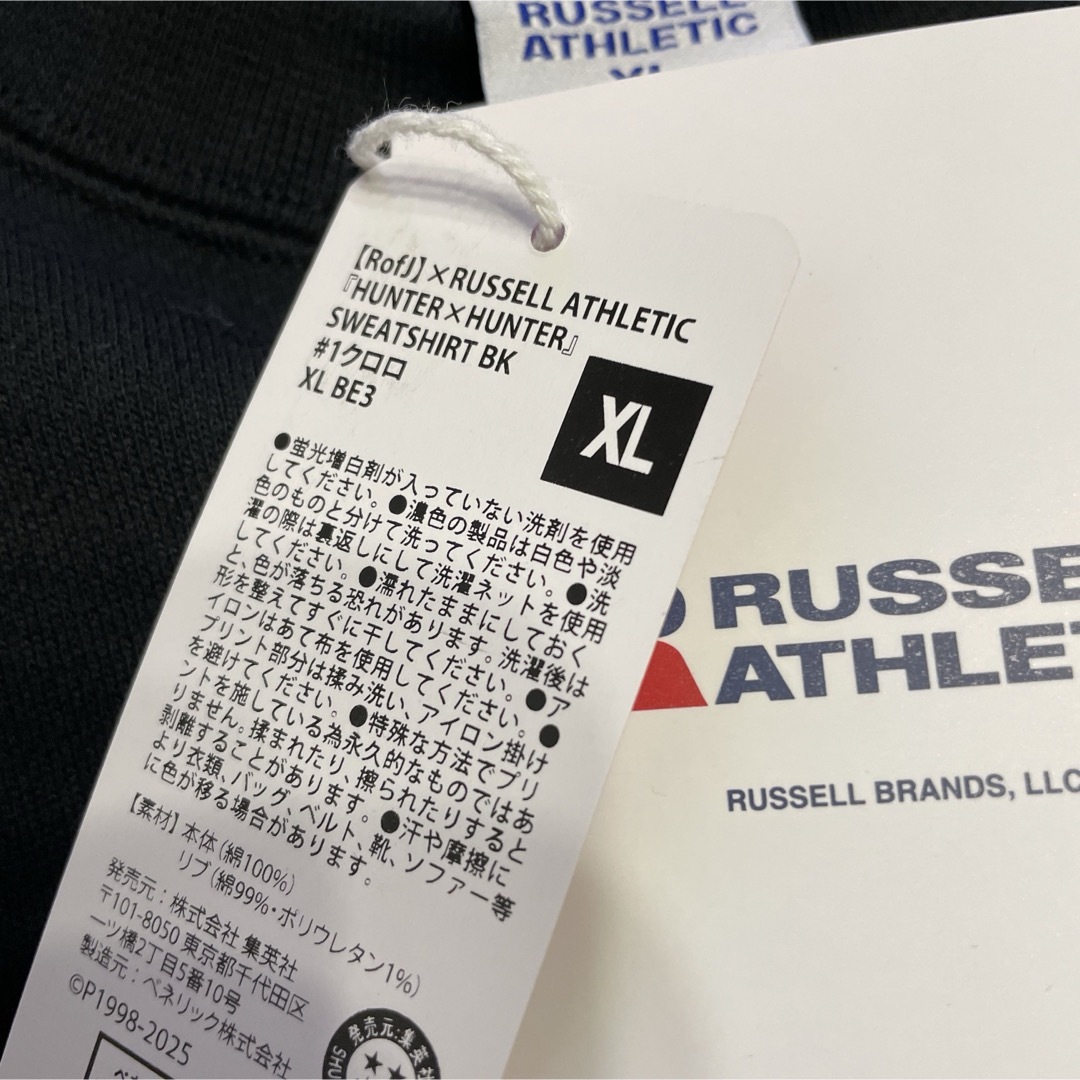 RUSSELL
ATHLETIC
XL
【RofJ】×RUSSELL ATHLETIC
『HUNTER×HUNTER』
SWEATSHIRT BK
#1クロロ
XL BE3
XL
●蛍光増白剤が入っていない洗剤を使用
してください。●濃色の製品は白色や淡
色のものと分けて洗ってください。●洗
濯の際は裏返しにして洗濯ネットを使用
してください。●濡れたままにしておく
と、色が落ちる恐れがあります。洗濯後は
形を整えてすぐに干してください。●ア
イロンはあて布を使用してください。●
プリント部分は揉み洗い、アイロン掛け
を避けてください。●特殊な方法でプリ
ントを施している為永久的なものではあ
りません。揉まれたり、擦られたりすると
剥離することがあります。●汗や摩擦に
より衣類、バッグ、ベルト、靴、ソファー等
に色が移る場合があります。
【素材】本体（綿100%）
リブ（綿99%・ポリウレタン1%）
発売元：株式会社 集英社
〒101-8050 東京都千代田区
一ツ橋2丁目5番10号
製造元：ベネリック株式会社
©P1998-2025
発売元:集英社
SHU
RUSSE
ATHLET
RUSSELL BRANDS, LLC